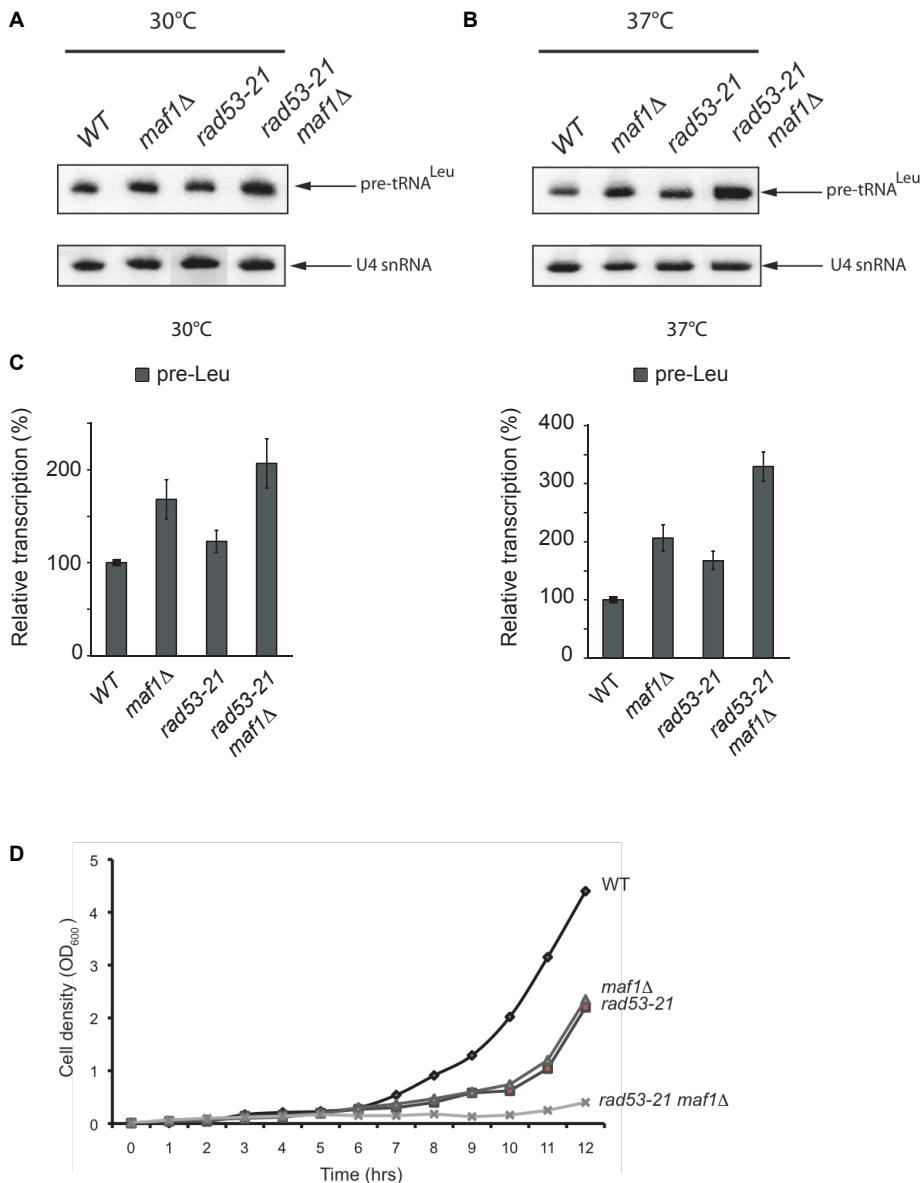 A
30°C
WT
maf1Δ
rad53-21
rad53-21
maf1Δ
pre-tRNA^Leu
U4 snRNA
B
37°C
WT
maf1Δ
rad53-21
rad53-21
maf1Δ
pre-tRNA^Leu
U4 snRNA
C
30°C
pre-Leu
Relative transcription (%)
200
100
0
WT
maf1Δ
rad53-21
rad53-21
maf1Δ
37°C
pre-Leu
Relative transcription (%)
400
300
200
100
0
WT
maf1Δ
rad53-21
rad53-21
maf1Δ
D
Cell density (OD600)
5
4
3
2
1
0
WT
maf1Δ
rad53-21
rad53-21 maf1Δ
0 1 2 3 4 5 6 7 8 9 10 11 12
Time (hrs)